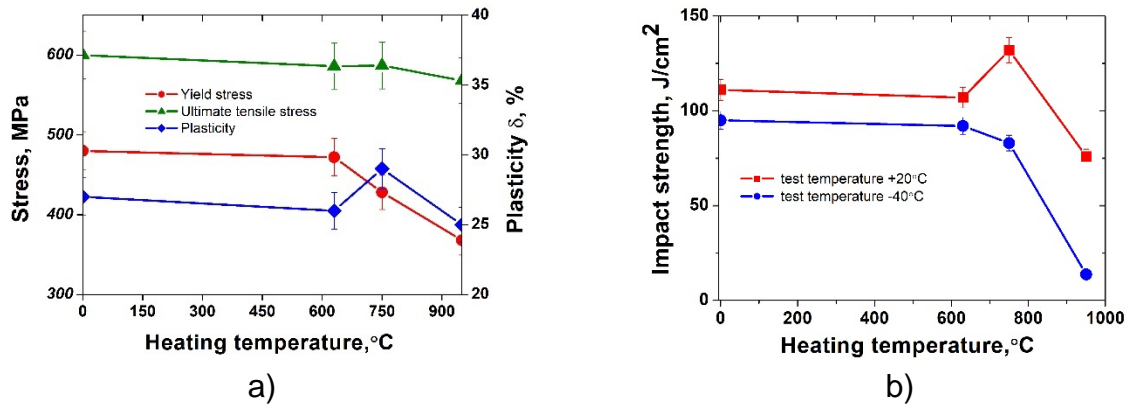 40
600
35
Yield stress
Ultimate tensile stress
Plasticity
500
30
400
25
300
20
0 150 300 450 600 750 900
Stress, MPa
Plasticity δ, %
Heating temperature,°C
a)
150
100
50
0
test temperature +20°C
test temperature -40°C
0 200 400 600 800 1000
Impact strength, J/cm²
Heating temperature,°C
b)